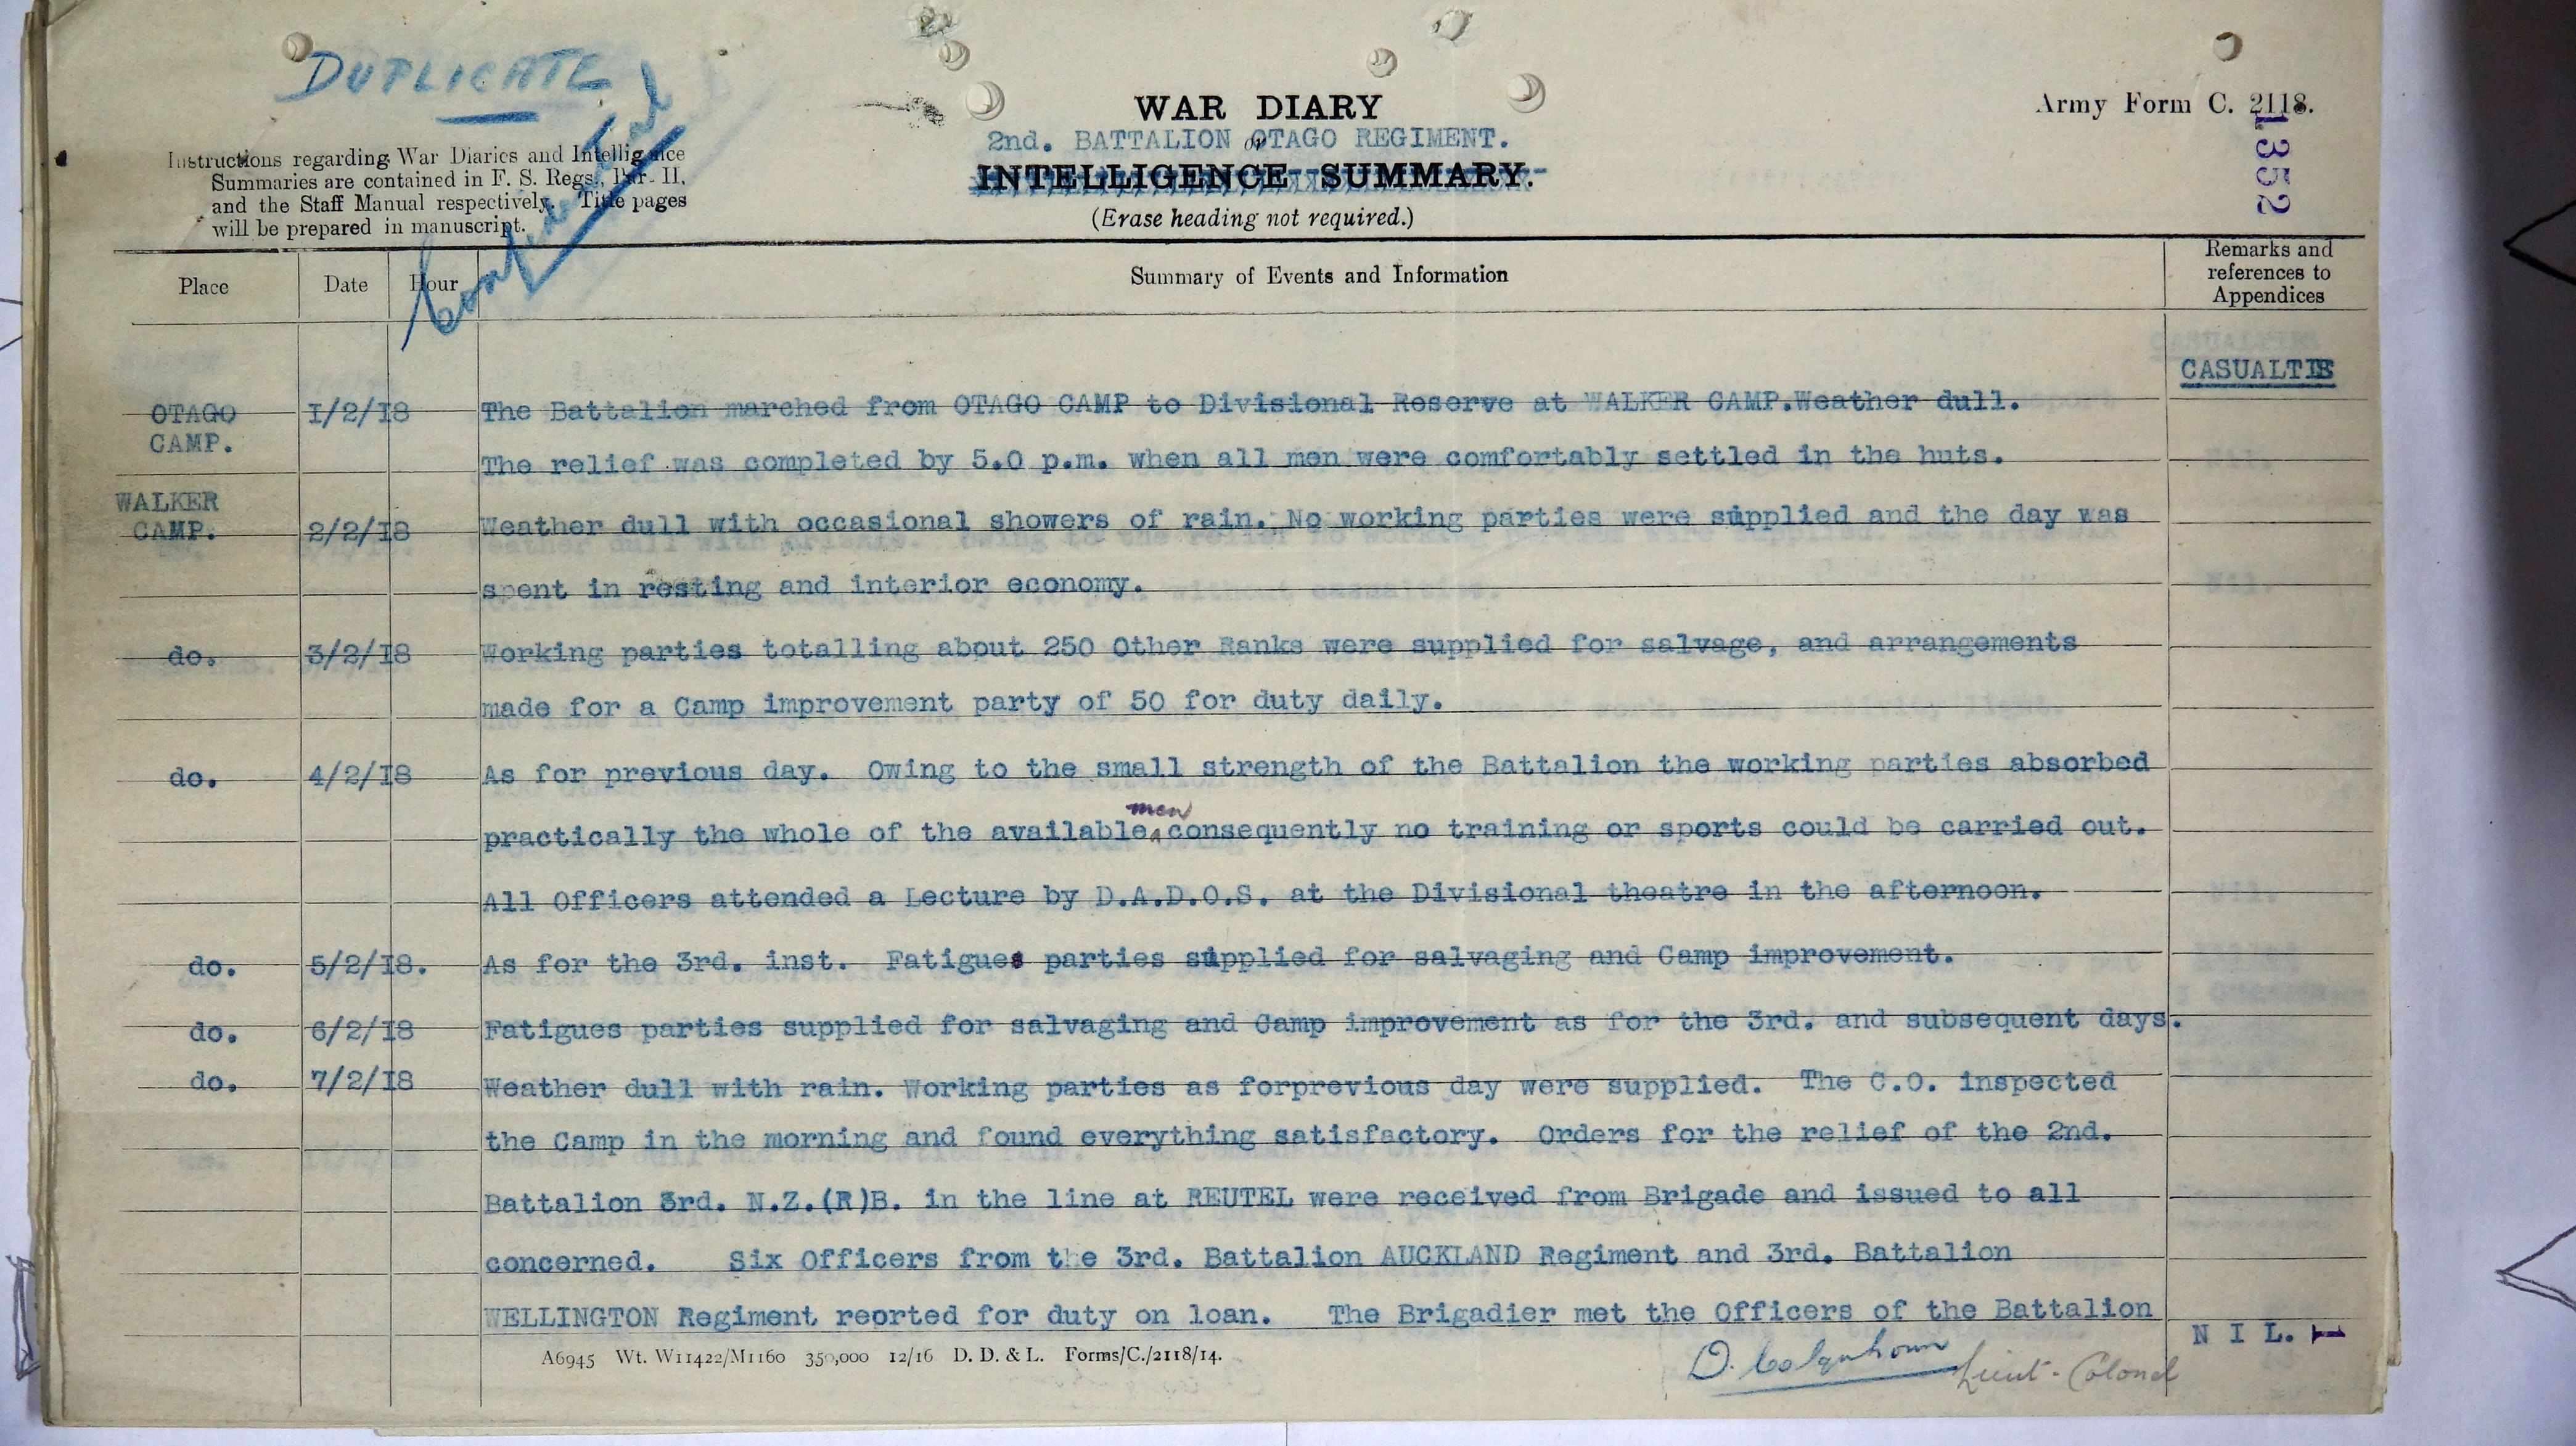 DUPLICATE
Confidential
Instructions regarding War Diaries and Intelligence
Summaries are contained in F. S. Regs., Part II,
and the Staff Manual respectively. Title pages
will be prepared in manuscript.
WAR DIARY
2nd. BATTALION OTAGO REGIMENT.
or
INTELLIGENCE SUMMARY.
(Erase heading not required.)
Army Form C. 2118.
1352
Place Date Hour Summary of Events and Information Remarks and references to Appendices
CASUALTIE
OTAGO CAMP. 1/2/18 The Battalion marched from OTAGO CAMP to Divisional Reserve at WALKER CAMP.Weather dull.
The relief was completed by 5.0 p.m. when all men were comfortably settled in the huts.
WALKER CAMP. 2/2/18 Weather dull with occasional showers of rain. No working parties were supplied and the day was
spent in resting and interior economy.
do. 3/2/18 Working parties totalling about 250 Other Ranks were supplied for salvage, and arrangements
made for a Camp improvement party of 50 for duty daily.
do. 4/2/18 As for previous day. Owing to the small strength of the Battalion the working parties absorbed
practically the whole of the available men consequently no training or sports could be carried out.
All Officers attended a Lecture by D.A.D.O.S. at the Divisional theatre in the afternoon.
do. 5/2/18. As for the 3rd. inst. Fatigues parties supplied for salvaging and Camp improvement.
do. 6/2/18 Fatigues parties supplied for salvaging and Camp improvement as for the 3rd. and subsequent days.
do. 7/2/18 Weather dull with rain. Working parties as forprevious day were supplied. The C.O. inspected
the Camp in the morning and found everything satisfactory. Orders for the relief of the 2nd.
Battalion 3rd. N.Z.(R)B. in the line at REUTEL were received from Brigade and issued to all
concerned. Six Officers from the 3rd. Battalion AUCKLAND Regiment and 3rd. Battalion
WELLINGTON Regiment reorted for duty on loan. The Brigadier met the Officers of the Battalion
N I L. 1
A6945 Wt. W11422/M1160 350,000 12/16 D. D. & L. Forms/C./2118/14.
D. Colquhoun Lieut-Colonel